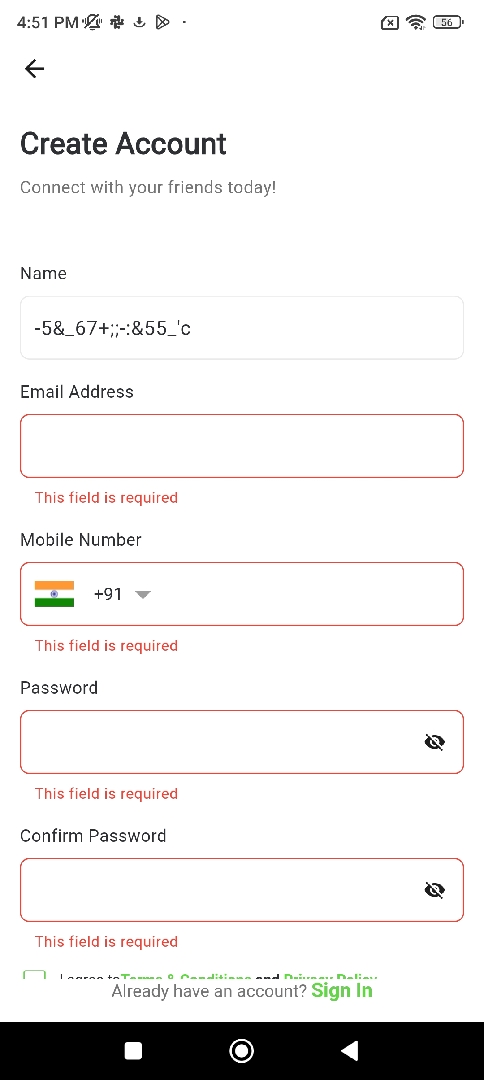 4:51 PM
56
Create Account
Connect with your friends today!
Name
-5&_67+;;-:&55_'c
Email Address
This field is required
Mobile Number
+91
This field is required
Password
This field is required
Confirm Password
This field is required
I agree to Terms & Conditions and Privacy Policy
Already have an account? Sign In